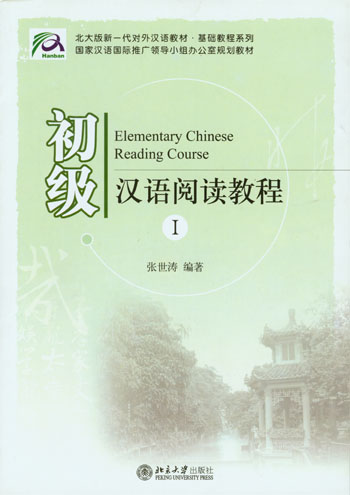 Hanban
北大版新一代对外汉语教材·基础教程系列
国家汉语国际推广领导小组办公室规划教材
初级
Elementary Chinese
Reading Course
汉语阅读教程
I
张世涛 编著
北京大学出版社
PEKING UNIVERSITY PRESS